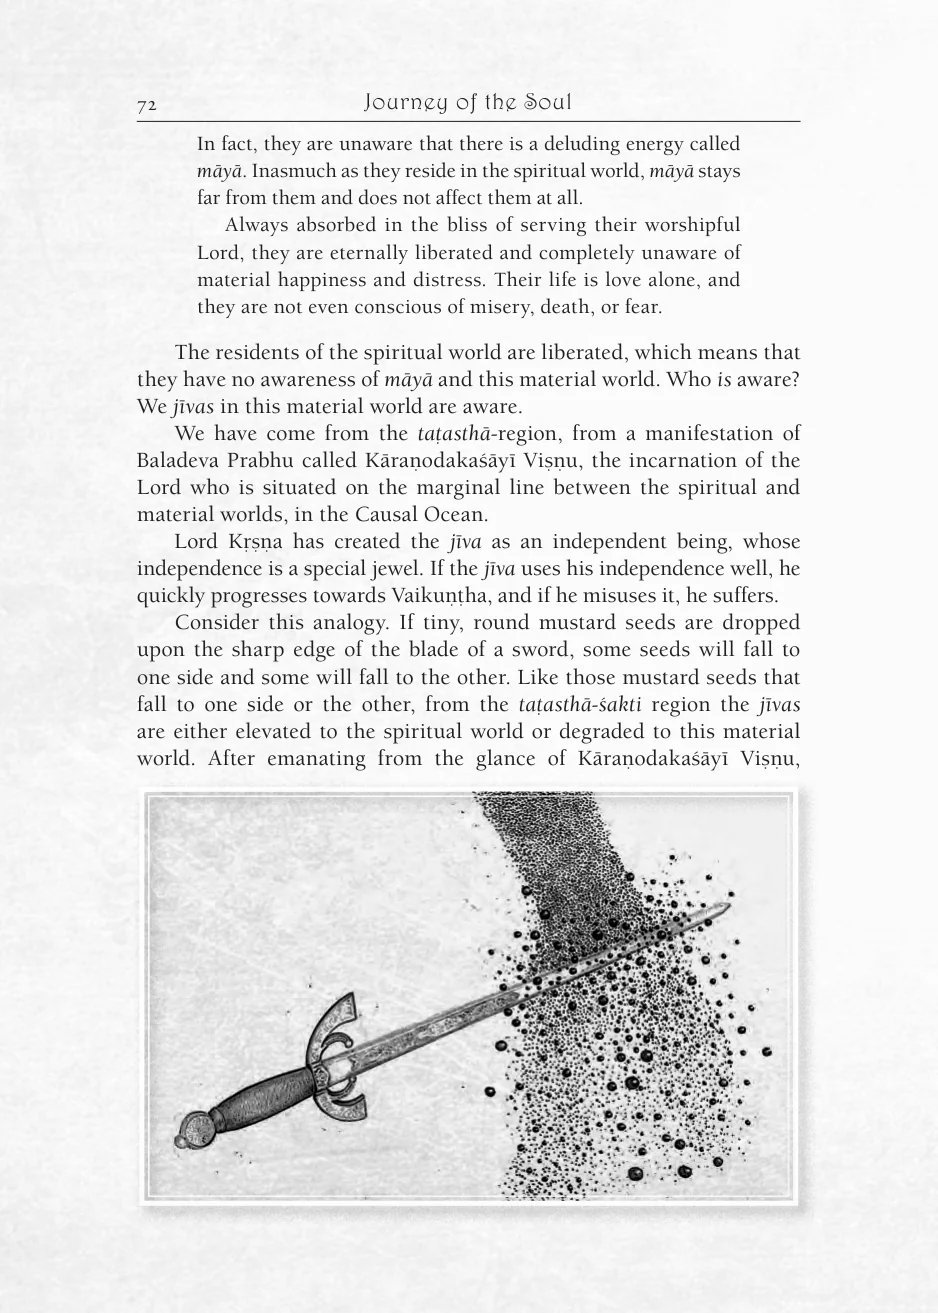 72
Journey of the Soul
In fact, they are unaware that there is a deluding energy called
māyā. Inasmuch as they reside in the spiritual world, māyā stays
far from them and does not affect them at all.
Always absorbed in the bliss of serving their worshipful
Lord, they are eternally liberated and completely unaware of
material happiness and distress. Their life is love alone, and
they are not even conscious of misery, death, or fear.
The residents of the spiritual world are liberated, which means that
they have no awareness of māyā and this material world. Who is aware?
We jīvas in this material world are aware.
We have come from the taṭasthā-region, from a manifestation of
Baladeva Prabhu called Kāraṇodakaśāyī Viṣṇu, the incarnation of the
Lord who is situated on the marginal line between the spiritual and
material worlds, in the Causal Ocean.
Lord Kṛṣṇa has created the jīva as an independent being, whose
independence is a special jewel. If the jīva uses his independence well, he
quickly progresses towards Vaikuṇṭha, and if he misuses it, he suffers.
Consider this analogy. If tiny, round mustard seeds are dropped
upon the sharp edge of the blade of a sword, some seeds will fall to
one side and some will fall to the other. Like those mustard seeds that
fall to one side or the other, from the taṭasthā-śakti region the jīvas
are either elevated to the spiritual world or degraded to this material
world. After emanating from the glance of Kāraṇodakaśāyī Viṣṇu,